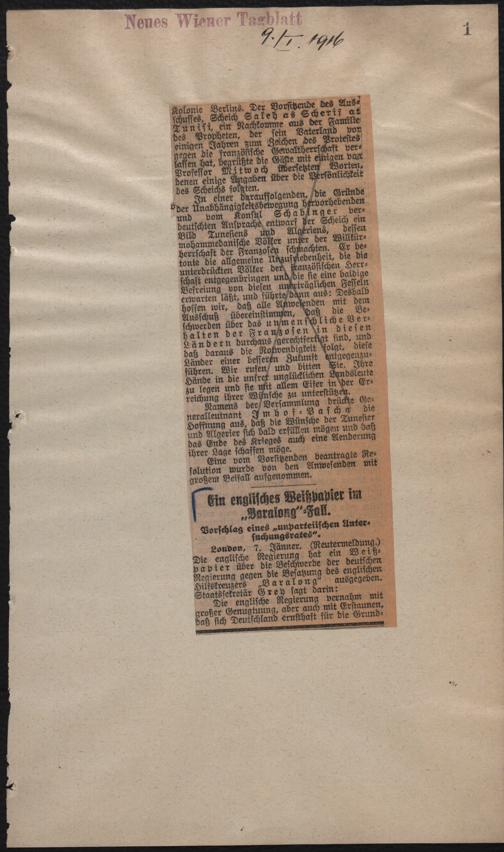 Neues Wiener Tagblatt
9./I. 1916
1
Kolonie Berlins. Der Vorsitzende des Aus-
schusses, Scheich Saleh as Scherif at
Tunisi, ein Nachkomme aus der Familie
des Propheten, der sein Vaterland vor
einigen Jahren zum Zeichen des Protestes
gegen die französische Gewaltherrschaft ver-
lassen hat, begrüßte die Gäste mit einigen von
Professor Mittwoch übersetzten Worten,
denen einige Angaben über die Persönlichkeit
des Scheichs folgten.
In einer darauffolgenden, die Gründe
der Unabhängigkeitsbewegung hervorhebenden
und vom Konsul Schabinger ver-
deutschten Ansprache entwarf der Scheich ein
Bild Tunesiens und Algeriens, dessen
mohammedanische Völker unter der Willkür-
herrschaft der Franzosen schmachten. Er be-
tonte die allgemeine Unzufriedenheit, die die
unterdrückten Völker der französischen Herr-
schaft entgegenbringen und die sie eine baldige
Befreiung von diesen unerträglichen Fesseln
erwarten läßt, und führte dann aus: Deshalb
hoffen wir, daß alle Anwesenden mit dem
Ausschuß übereinstimmen, daß die Be-
schwerden über das unmenschliche Ver-
halten der Franzosen in diesen
Ländern durchaus gerechtfertigt sind, und
daß daraus die Notwendigkeit folgt, diese
Länder einer besseren Zukunft entgegenzu-
führen. Wir rufen und bitten Sie, Ihre
Hände in die unsrer unglücklichen Landsleute
zu legen und sie mit allem Eifer in der Er-
reichung ihrer Wünsche zu unterstützen.
Namens der Versammlung drückte Ge-
neralleutnant Imhof-Pascha die
Hoffnung aus, daß die Wünsche der Tunesier
und Algerier sich bald erfüllen mögen und daß
das Ende des Krieges auch eine Aenderung
ihrer Lage schaffen möge.
Eine vom Vorsitzenden beantragte Re-
solution wurde von den Anwesenden mit
großem Beifall aufgenommen.
Ein englisches Weißpapier im
„Baralong"-Fall.
Vorschlag eines „unparteiischen Unter-
suchungsrates".
London, 7. Jänner. (Reutermeldung.)
Die englische Regierung hat ein Weiß-
papier über die Beschwerde der deutschen
Regierung gegen die Besatzung des englischen
Hilfskreuzers „Baralong" ausgegeben.
Staatssekretär Grey sagt darin:
Die englische Regierung vernahm mit
großer Genugtuung, aber auch mit Erstaunen,
daß sich Deutschland ernsthaft für die Grund-